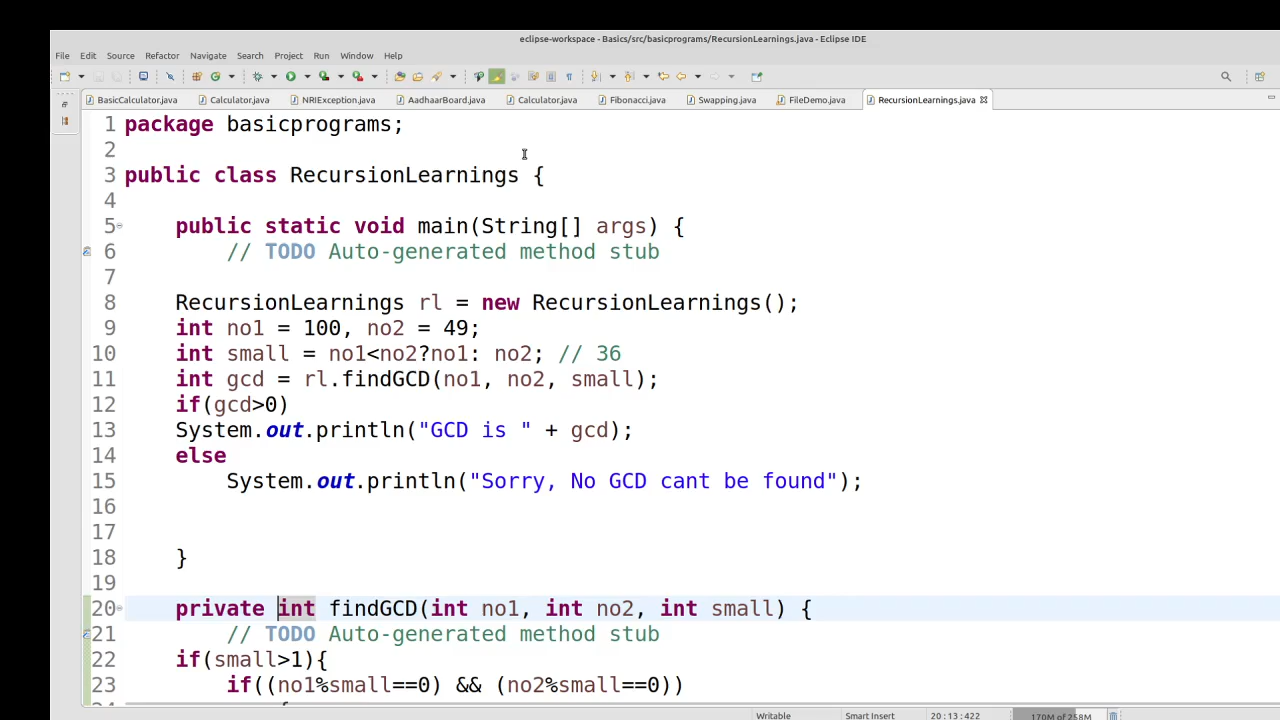 eclipse-workspace - Basics/src/basicprograms/RecursionLearnings.java - Eclipse IDE
File Edit Source Refactor Navigate Search Project Run Window Help
BasicCalculator.java Calculator.java NRIException.java AadhaarBoard.java Calculator.java Fibonacci.java Swapping.java FileDemo.java RecursionLearnings.java
1 package basicprograms;
2
3 public class RecursionLearnings {
4
5 public static void main(String[] args) {
6 // TODO Auto-generated method stub
7
8 RecursionLearnings rl = new RecursionLearnings();
9 int no1 = 100, no2 = 49;
10 int small = no1<no2?no1: no2; // 36
11 int gcd = rl.findGCD(no1, no2, small);
12 if(gcd>0)
13 System.out.println("GCD is " + gcd);
14 else
15 System.out.println("Sorry, No GCD cant be found");
16
17
18 }
19
20 private int findGCD(int no1, int no2, int small) {
21 // TODO Auto-generated method stub
22 if(small>1){
23 if((no1%small==0) && (no2%small==0))
Writable Smart Insert 20 : 13 : 422 170M of 258M